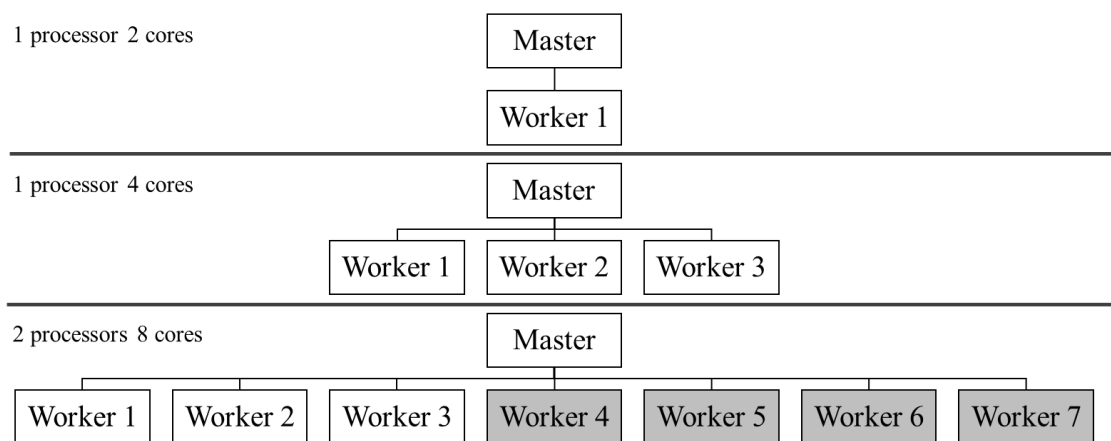 1 processor 2 cores
Master
Worker 1
1 processor 4 cores
Master
Worker 1 Worker 2 Worker 3
2 processors 8 cores
Master
Worker 1 Worker 2 Worker 3 Worker 4 Worker 5 Worker 6 Worker 7